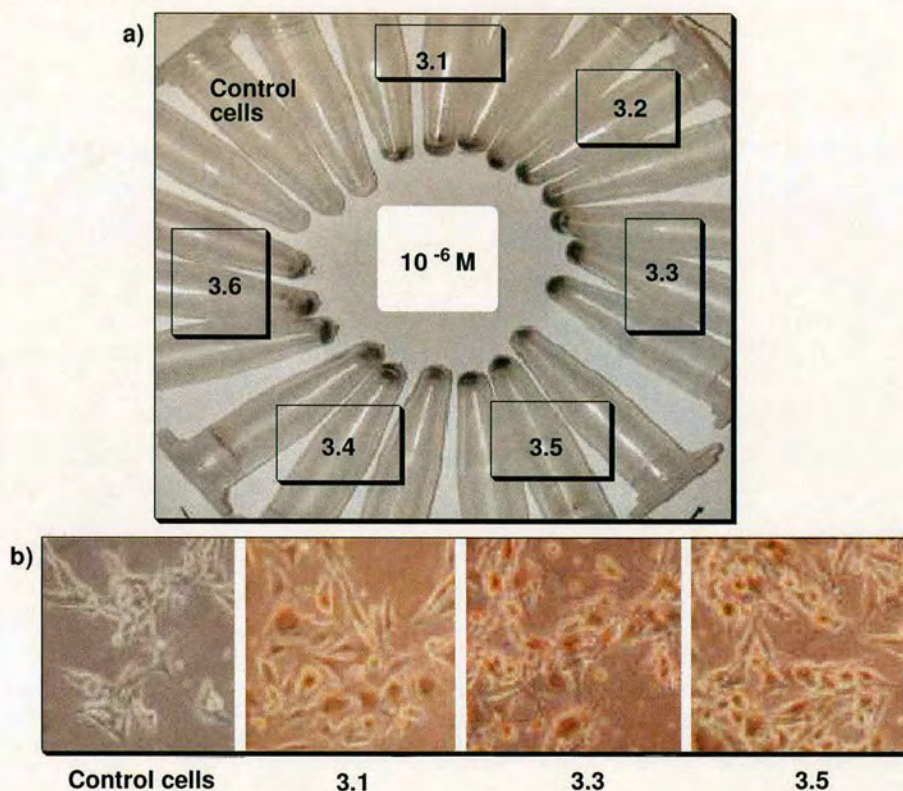 a)
3.1
Control
cells
3.2
10 -6 M
3.6
3.3
3.4
3.5
b)
Control cells 3.1 3.3 3.5